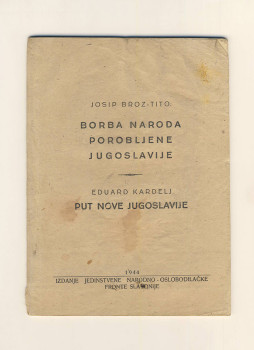 JOSIP BROZ-TITO
BORBA NARODA
POROBLJENE
JUGOSLAVIJE
EDUARD KARDELJ
PUT NOVE JUGOSLAVIJE
1944
IZDANJE JEDINSTVENE NARODNO-OSLOBODILAČKE
FRONTE SLAVONIJE